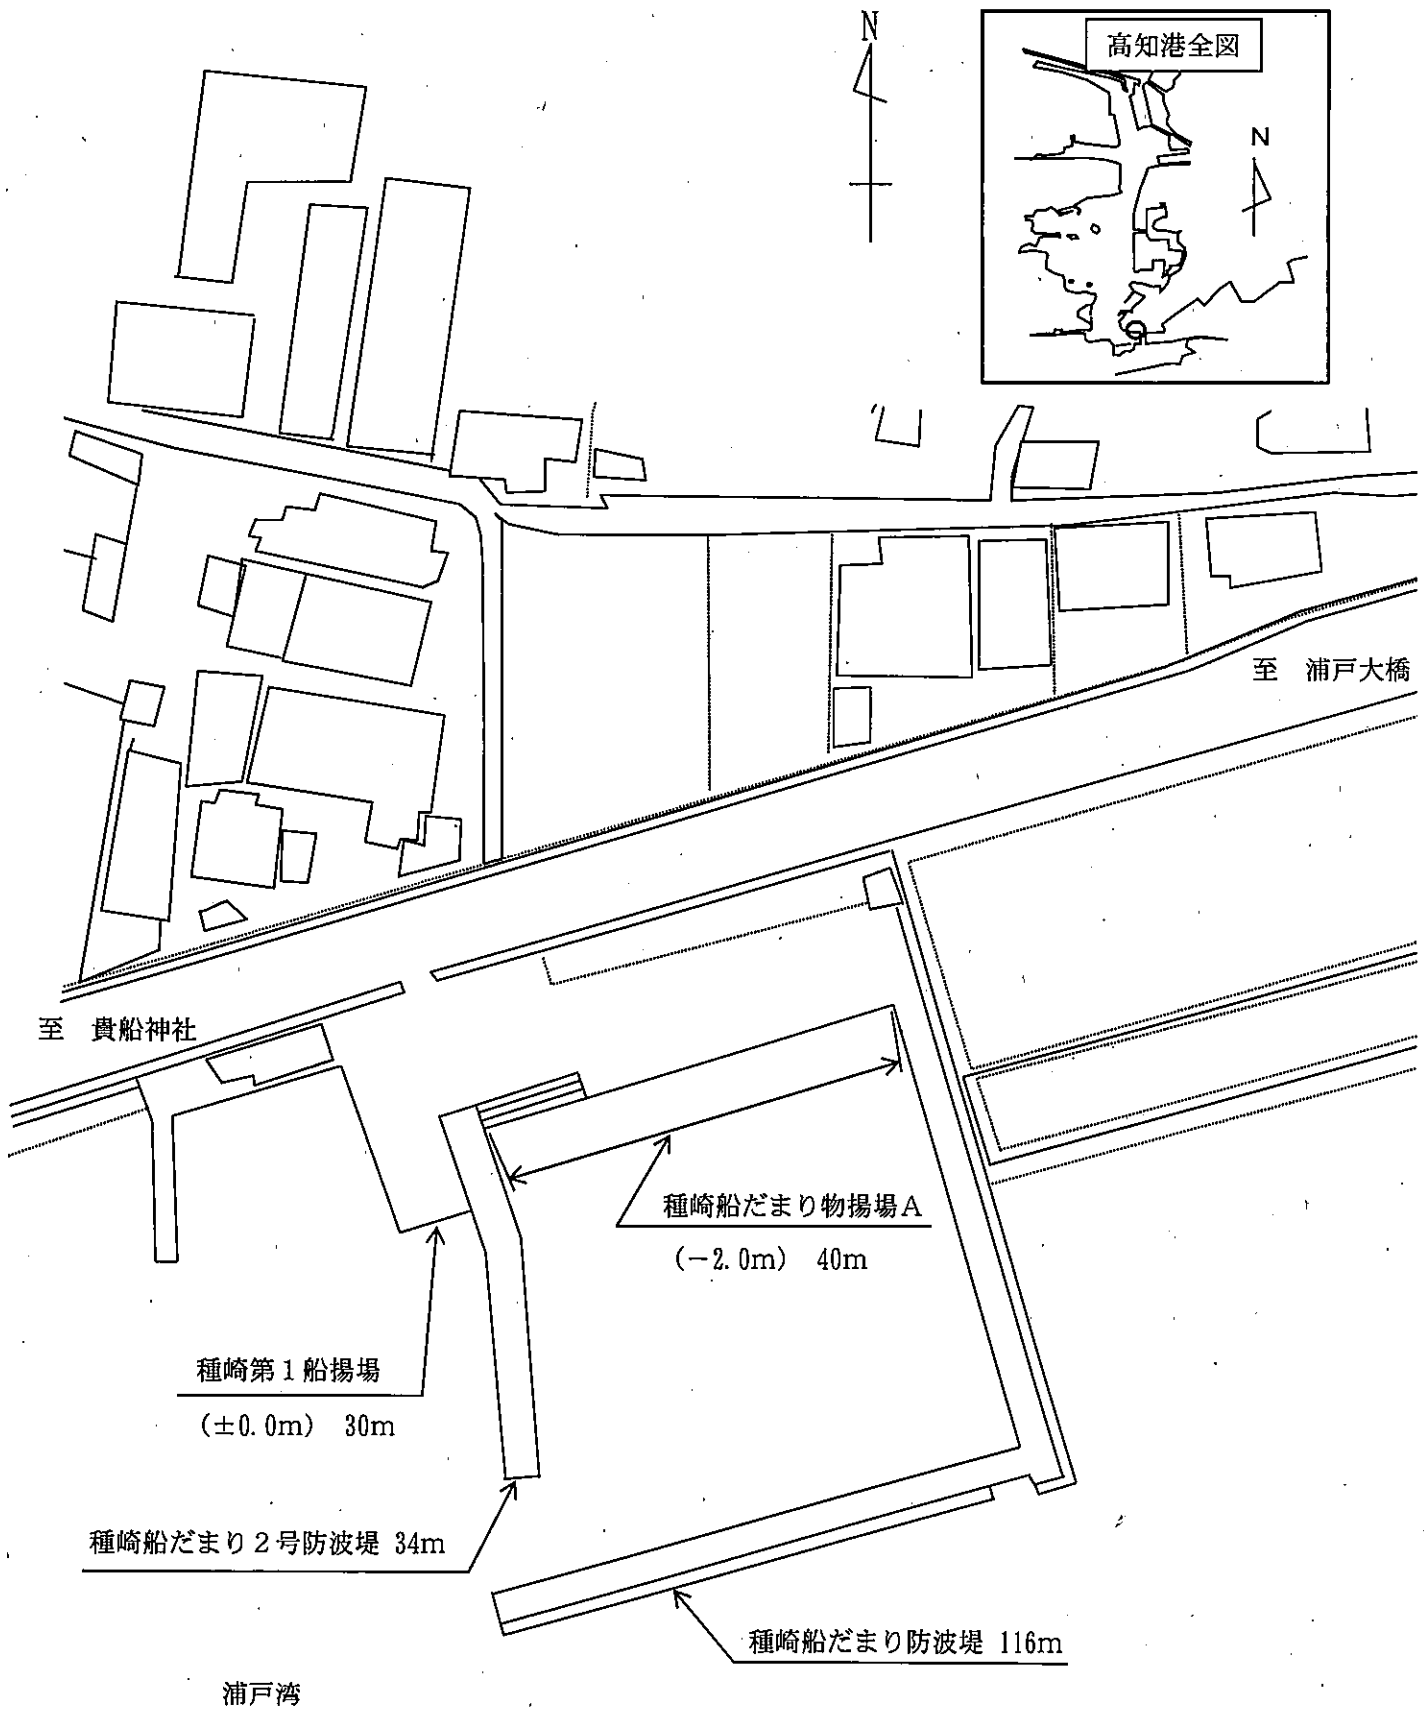 N
高知港全図
N
至 浦戸大橋
至 貴船神社
種崎船だまり物揚場A
(-2.0m) 40m
種崎第1船揚場
(±0.0m) 30m
種崎船だまり2号防波堤 34m
種崎船だまり防波堤 116m
浦戸湾